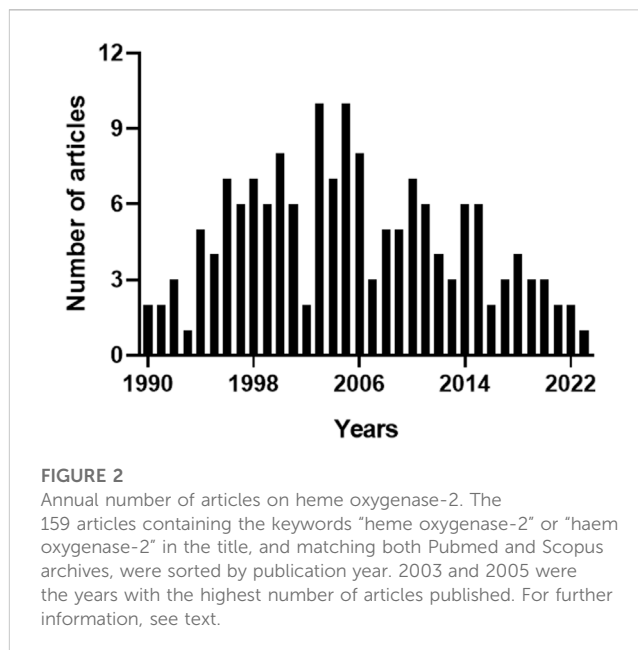 12
9
6
3
0
Number of articles
1990
1998
2006
2014
2022
Years
FIGURE 2
Annual number of articles on heme oxygenase-2. The
159 articles containing the keywords “heme oxygenase-2” or “haem
oxygenase-2” in the title, and matching both Pubmed and Scopus
archives, were sorted by publication year. 2003 and 2005 were
the years with the highest number of articles published. For further
information, see text.